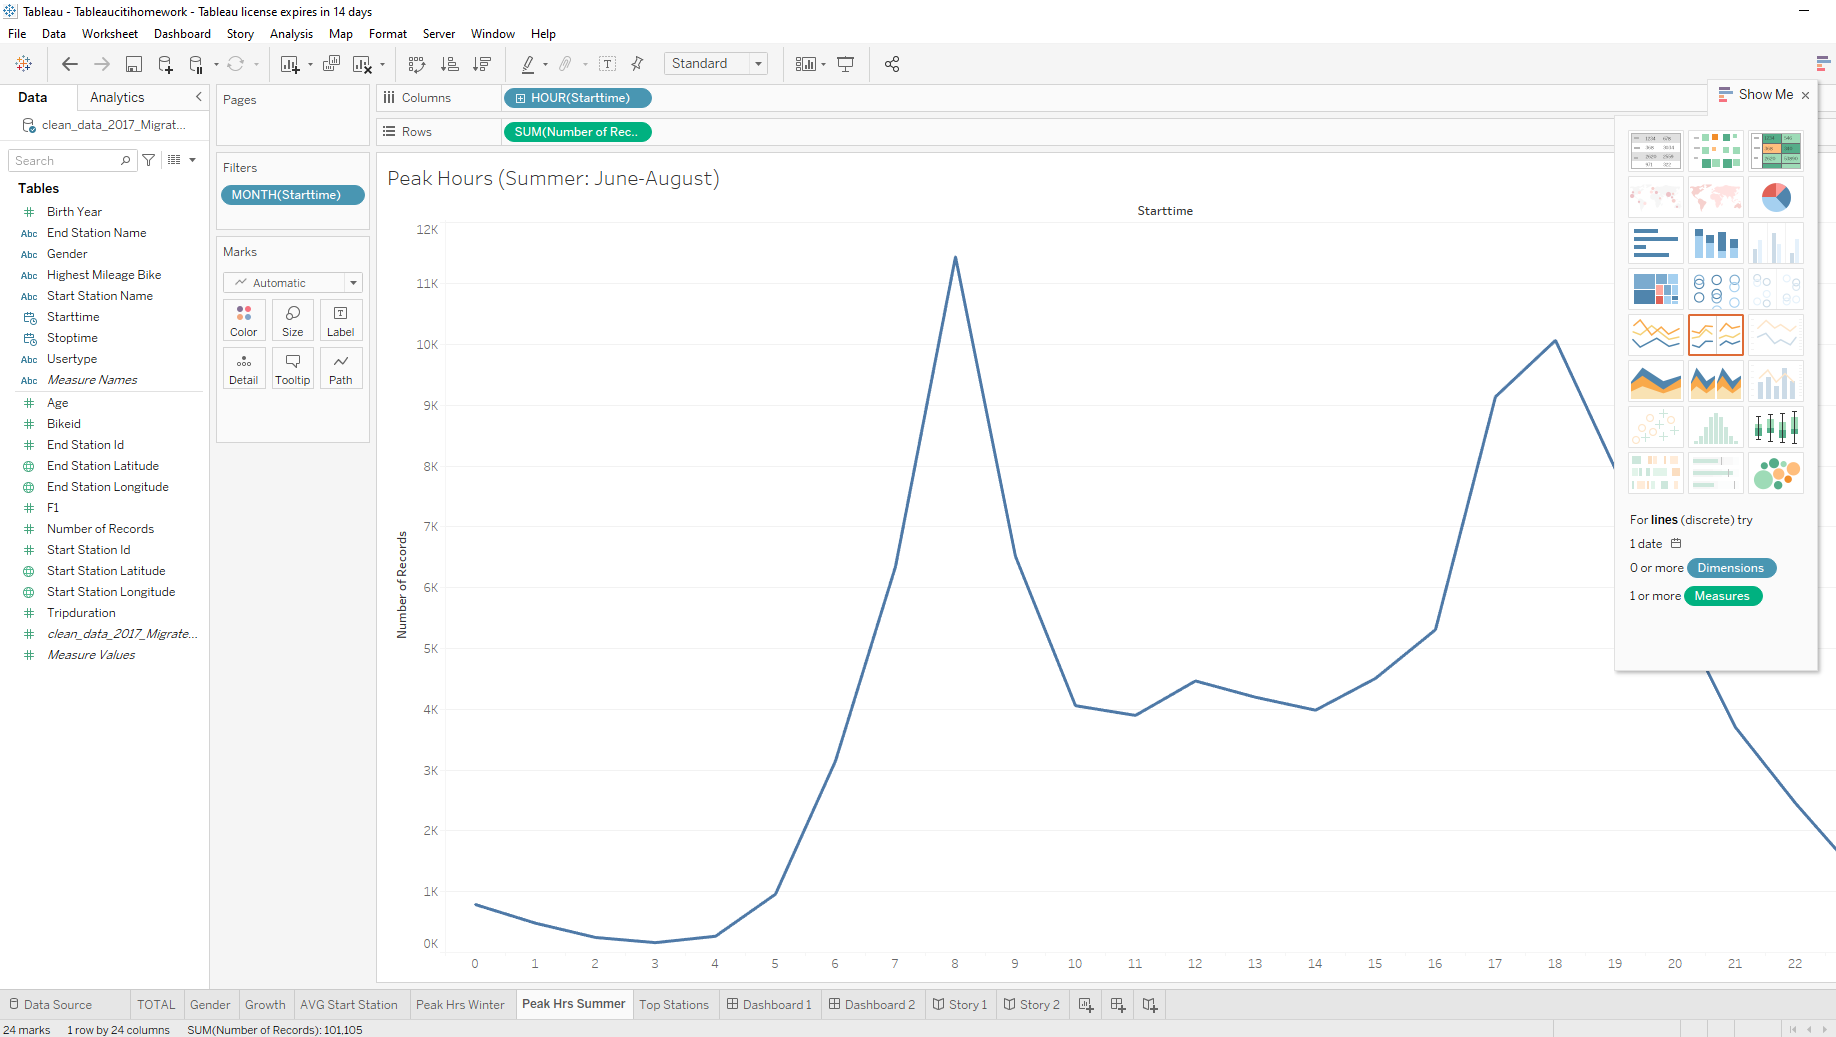 Tableau - Tableaucitihomework - Tableau license expires in 14 days
File Data Worksheet Dashboard Story Analysis Map Format Server Window Help
Standard
Data Analytics
clean_data_2017_Migrat...
Search
Tables
Birth Year
Abc End Station Name
Abc Gender
Abc Highest Mileage Bike
Abc Start Station Name
Starttime
Stoptime
Abc Usertype
Abc Measure Names
Age
Bikeid
End Station Id
End Station Latitude
End Station Longitude
F1
Number of Records
Start Station Id
Start Station Latitude
Start Station Longitude
Tripduration
clean_data_2017_Migrate...
Measure Values
Pages
Filters
MONTH(Starttime)
Marks
Automatic
Color Size Label
Detail Tooltip Path
Columns HOUR(Starttime)
Rows SUM(Number of Rec..
Peak Hours (Summer: June-August)
Starttime
12K
11K
10K
9K
8K
7K
6K
5K
4K
3K
2K
1K
0K
Number of Records
0 1 2 3 4 5 6 7 8 9 10 11 12 13 14 15 16 17 18 19 20 21 22
Show Me
For lines (discrete) try
1 date
0 or more Dimensions
1 or more Measures
Data Source TOTAL Gender Growth AVG Start Station Peak Hrs Winter Peak Hrs Summer Top Stations Dashboard 1 Dashboard 2 Story 1 Story 2
24 marks 1 row by 24 columns SUM(Number of Records): 101,105